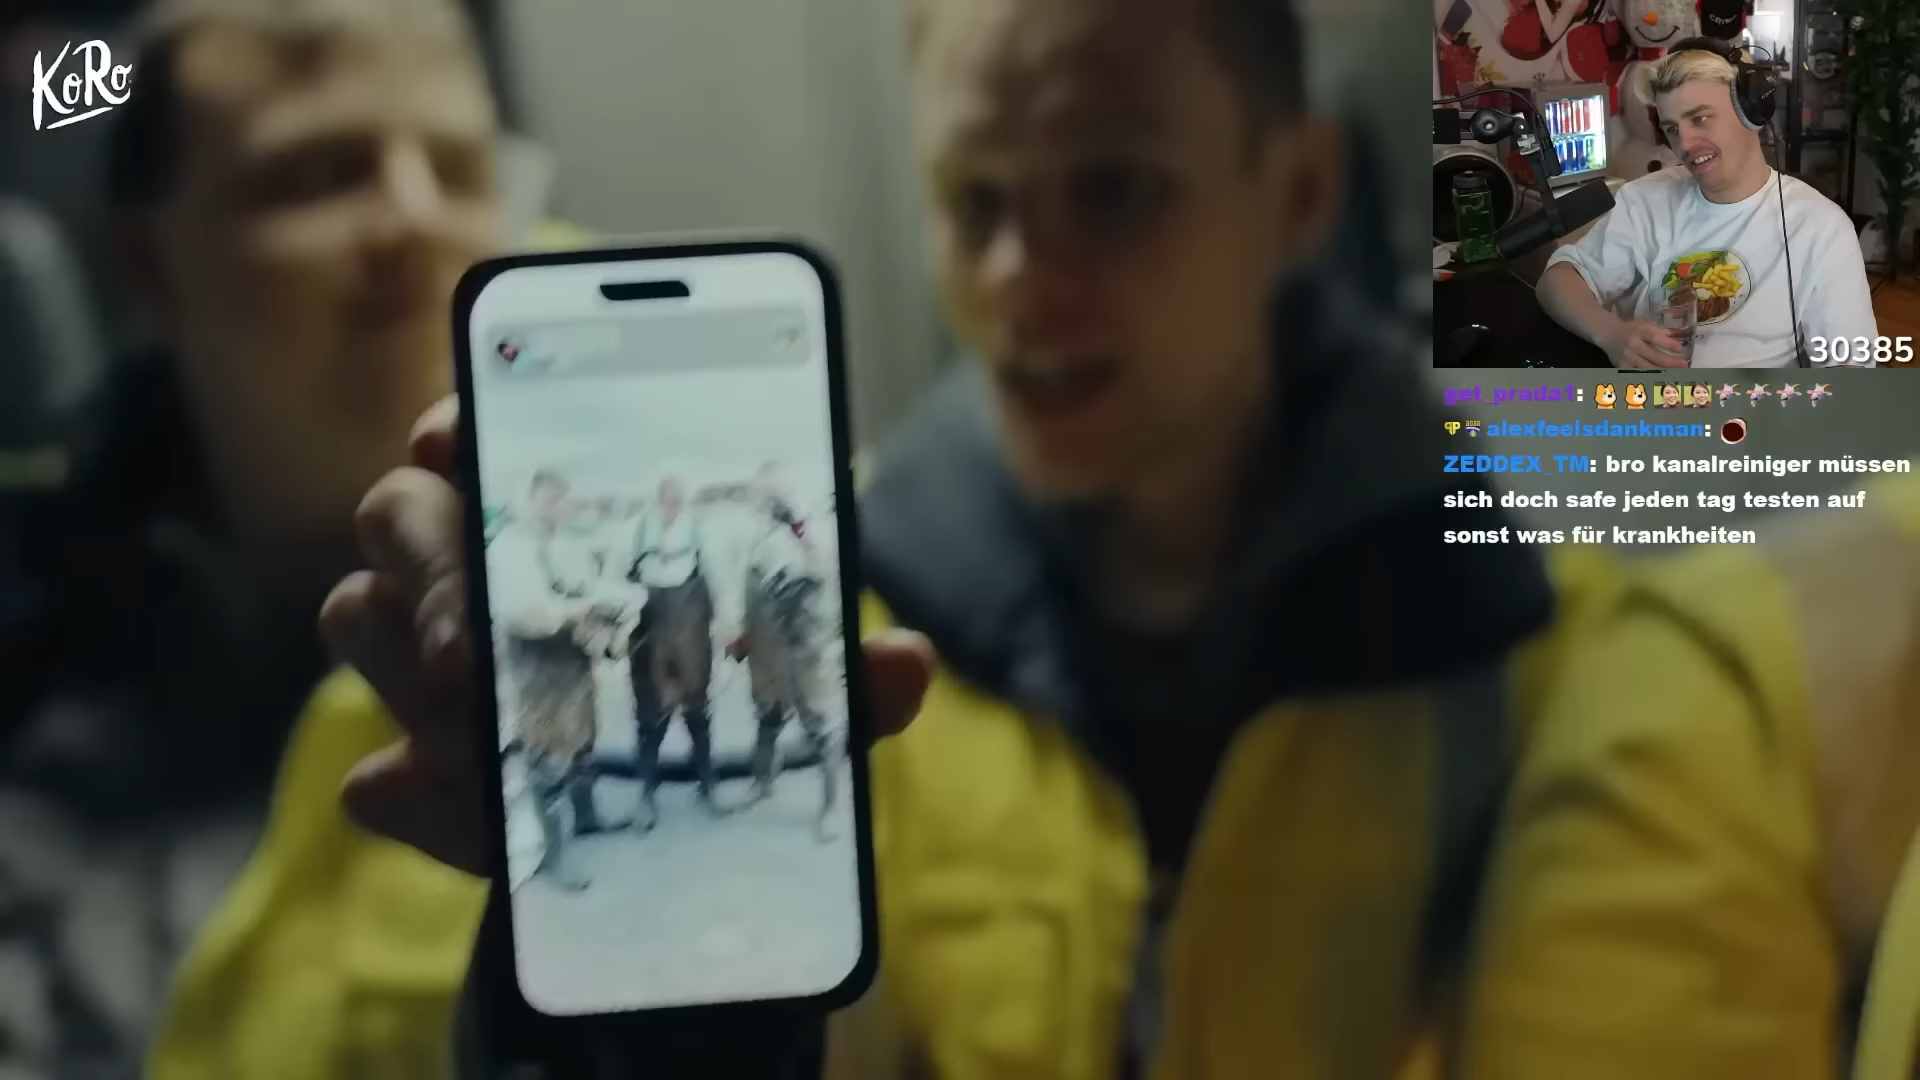 KoRo
30385
get_prada1:
alexfeelsdankman:
ZEDDEX_TM: bro kanalreiniger müssen
sich doch safe jeden tag testen auf
sonst was für krankheiten